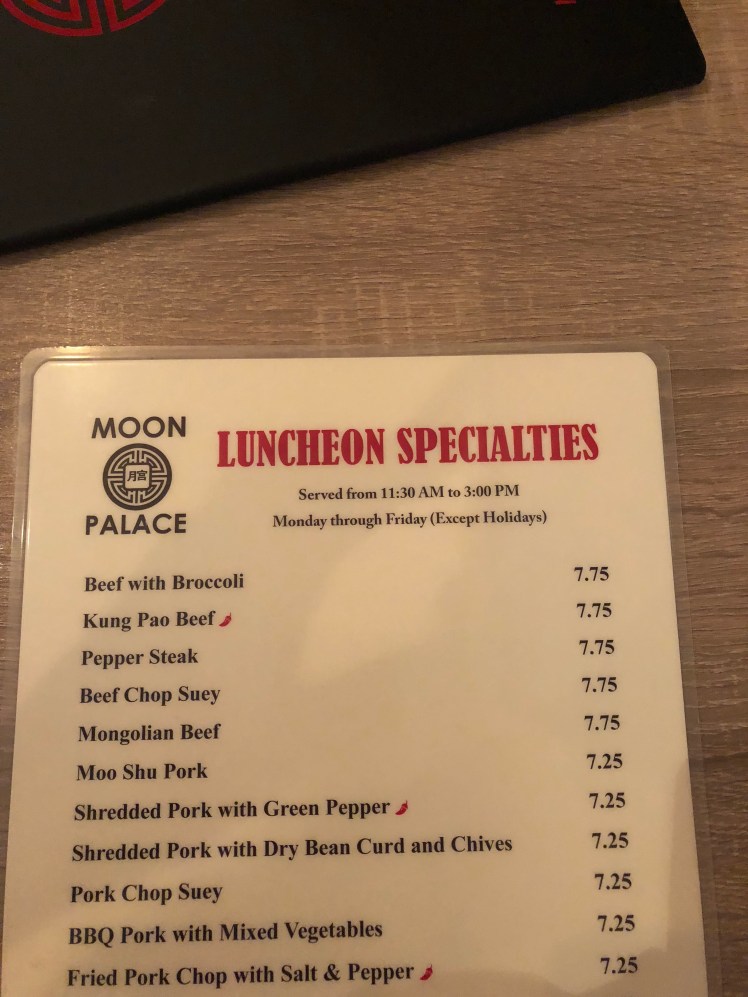 MOON
月宮
PALACE
LUNCHEON SPECIALTIES
Served from 11:30 AM to 3:00 PM
Monday through Friday (Except Holidays)
Beef with Broccoli 7.75
Kung Pao Beef 7.75
Pepper Steak 7.75
Beef Chop Suey 7.75
Mongolian Beef 7.75
Moo Shu Pork 7.25
Shredded Pork with Green Pepper 7.25
Shredded Pork with Dry Bean Curd and Chives 7.25
Pork Chop Suey 7.25
BBQ Pork with Mixed Vegetables 7.25
Fried Pork Chop with Salt & Pepper 7.25